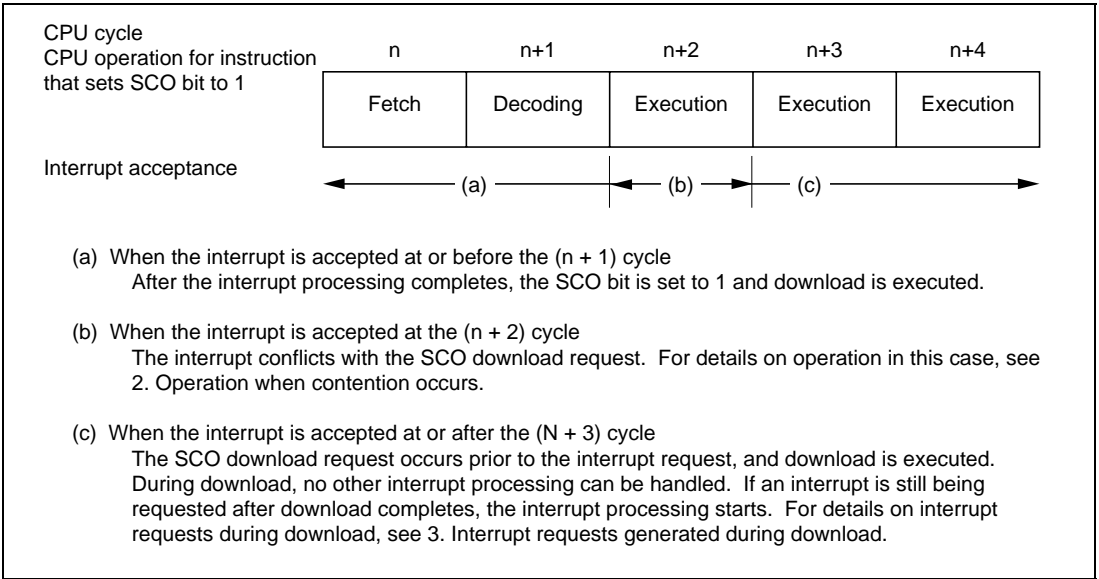 CPU cycle
CPU operation for instruction
that sets SCO bit to 1
n n+1 n+2 n+3 n+4
Fetch Decoding Execution Execution Execution
Interrupt acceptance
(a) (b) (c)
(a) When the interrupt is accepted at or before the (n + 1) cycle
After the interrupt processing completes, the SCO bit is set to 1 and download is executed.
(b) When the interrupt is accepted at the (n + 2) cycle
The interrupt conflicts with the SCO download request. For details on operation in this case, see
2. Operation when contention occurs.
(c) When the interrupt is accepted at or after the (N + 3) cycle
The SCO download request occurs prior to the interrupt request, and download is executed.
During download, no other interrupt processing can be handled. If an interrupt is still being
requested after download completes, the interrupt processing starts. For details on interrupt
requests during download, see 3. Interrupt requests generated during download.